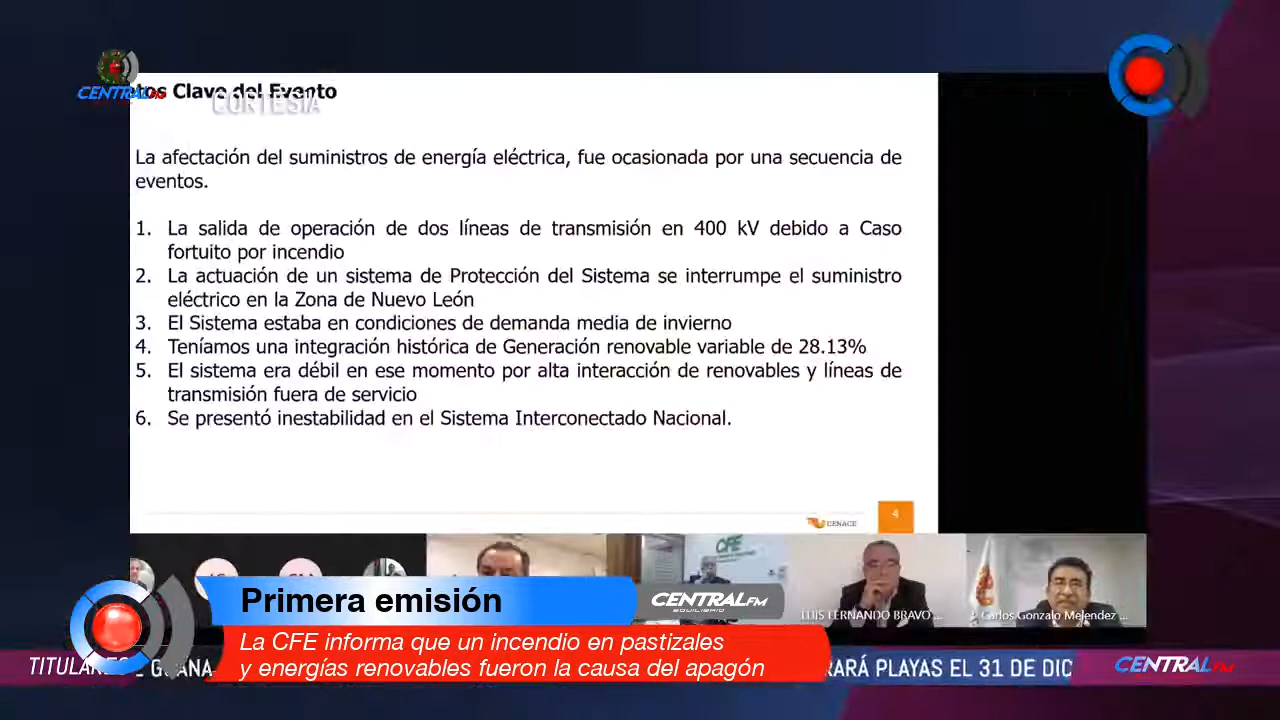 CENTRAL FM
tos Clave del Evento
CORTESIA
La afectación del suministros de energía eléctrica, fue ocasionada por una secuencia de
eventos.
1. La salida de operación de dos líneas de transmisión en 400 kV debido a Caso
fortuito por incendio
2. La actuación de un sistema de Protección del Sistema se interrumpe el suministro
eléctrico en la Zona de Nuevo León
3. El Sistema estaba en condiciones de demanda media de invierno
4. Teníamos una integración histórica de Generación renovable variable de 28.13%
5. El sistema era débil en ese momento por alta interacción de renovables y líneas de
transmisión fuera de servicio
6. Se presentó inestabilidad en el Sistema Interconectado Nacional.
CENACE
4
CFE
LUIS FERNANDO BRAVO ...
Carlos Gonzalo Melendez ...
Primera emisión
CENTRAL FM
EQUILIBRIO
La CFE informa que un incendio en pastizales
y energías renovables fueron la causa del apagón
TITULARES
RARÁ PLAYAS EL 31 DE DIC
CENTRAL FM